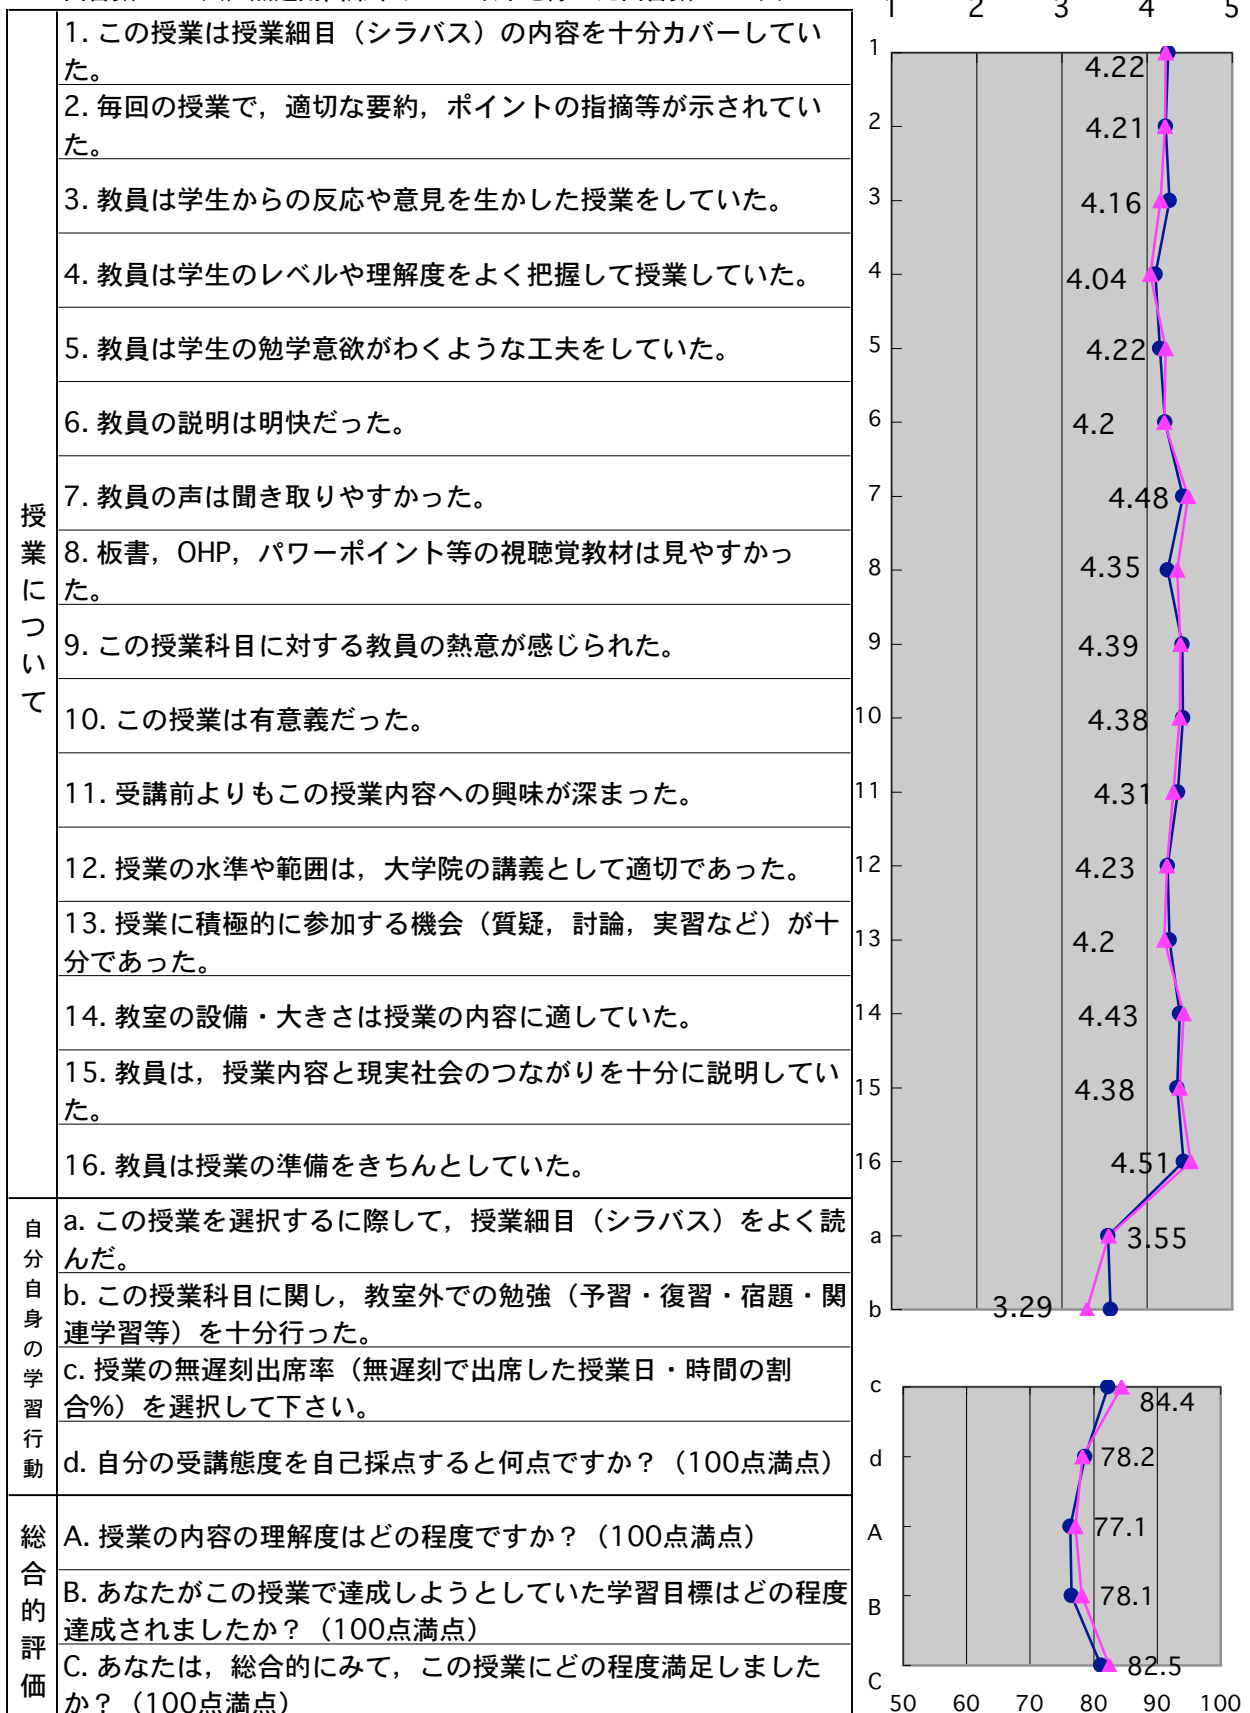 1 2 3 4 5
授業について
1. この授業は授業細目（シラバス）の内容を十分カバーしてい
た。
2. 毎回の授業で，適切な要約，ポイントの指摘等が示されてい
た。
3. 教員は学生からの反応や意見を生かした授業をしていた。
4. 教員は学生のレベルや理解度をよく把握して授業していた。
5. 教員は学生の勉学意欲がわくような工夫をしていた。
6. 教員の説明は明快だった。
7. 教員の声は聞き取りやすかった。
8. 板書，OHP，パワーポイント等の視聴覚教材は見やすかっ
た。
9. この授業科目に対する教員の熱意が感じられた。
10. この授業は有意義だった。
11. 受講前よりもこの授業内容への興味が深まった。
12. 授業の水準や範囲は，大学院の講義として適切であった。
13. 授業に積極的に参加する機会（質疑，討論，実習など）が十
分であった。
14. 教室の設備・大きさは授業の内容に適していた。
15. 教員は，授業内容と現実社会のつながりを十分に説明してい
た。
16. 教員は授業の準備をきちんとしていた。
自分自身の学習行動
a. この授業を選択するに際して，授業細目（シラバス）をよく読
んだ。
b. この授業科目に関し，教室外での勉強（予習・復習・宿題・関
連学習等）を十分行った。
c. 授業の無遅刻出席率（無遅刻で出席した授業日・時間の割
合%）を選択して下さい。
d. 自分の受講態度を自己採点すると何点ですか？（100点満点）
総合的評価
A. 授業の内容の理解度はどの程度ですか？（100点満点）
B. あなたがこの授業で達成しようとしていた学習目標はどの程度
達成されましたか？（100点満点）
C. あなたは，総合的にみて，この授業にどの程度満足しました
か？（100点満点）
1 4.22
2 4.21
3 4.16
4 4.04
5 4.22
6 4.2
7 4.48
8 4.35
9 4.39
10 4.38
11 4.31
12 4.23
13 4.2
14 4.43
15 4.38
16 4.51
a 3.55
b 3.29
c 84.4
d 78.2
A 77.1
B 78.1
C 82.5
50 60 70 80 90 100